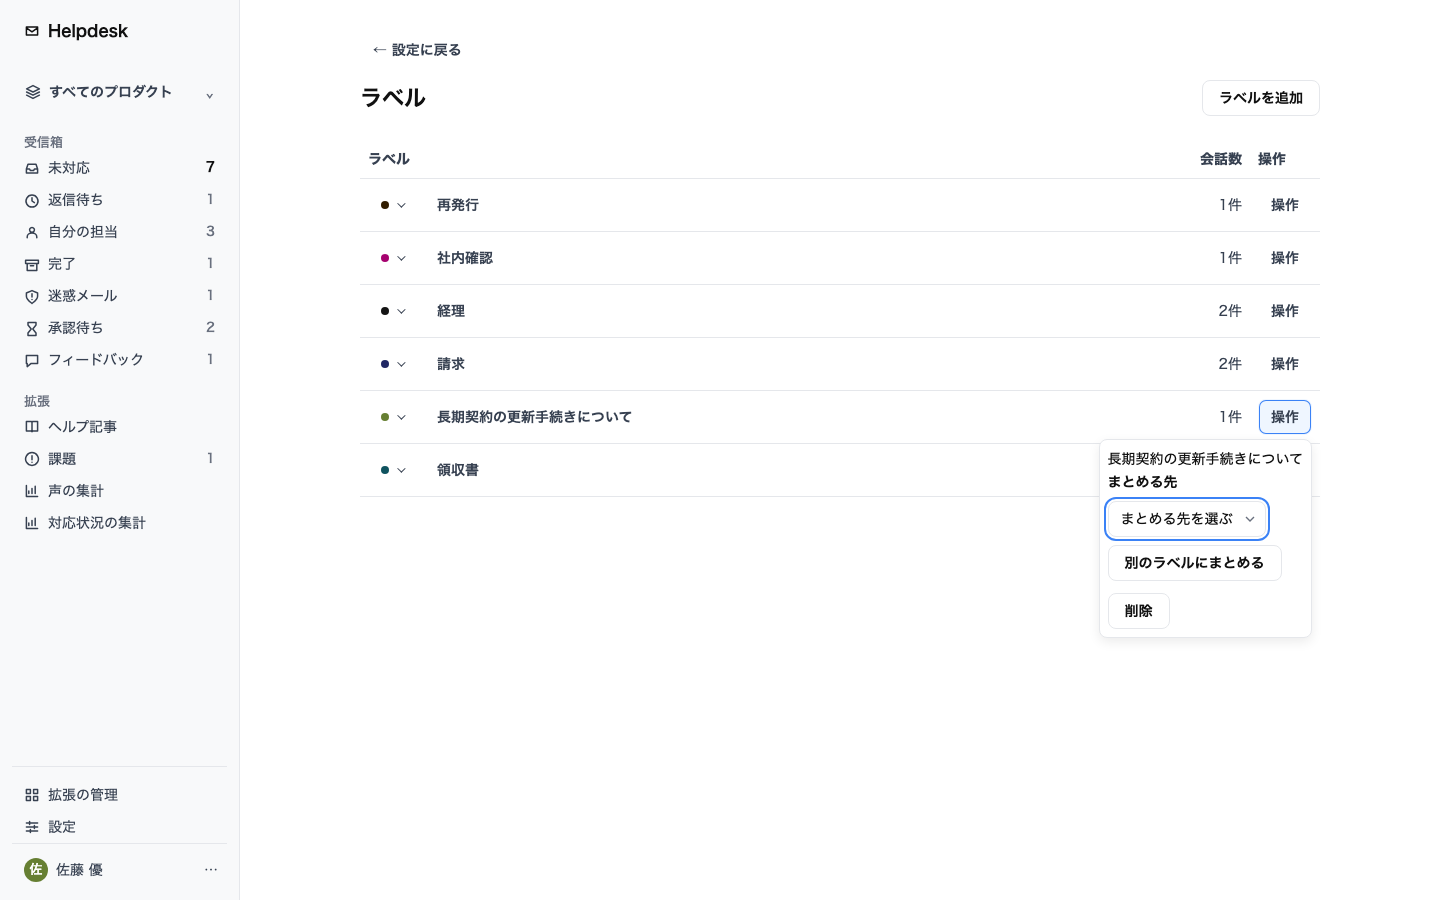 Helpdesk
すべてのプロダクト
受信箱
未対応 7
返信待ち 1
自分の担当 3
完了 1
迷惑メール 1
承認待ち 2
フィードバック 1
拡張
ヘルプ記事
課題 1
声の集計
対応状況の集計
拡張の管理
設定
佐 佐藤 優 …
← 設定に戻る
ラベル
ラベルを追加
ラベル 会話数 操作
再発行 1件 操作
社内確認 1件 操作
経理 2件 操作
請求 2件 操作
長期契約の更新手続きについて 1件 操作
領収書
長期契約の更新手続きについて
まとめる先
まとめる先を選ぶ
別のラベルにまとめる
削除